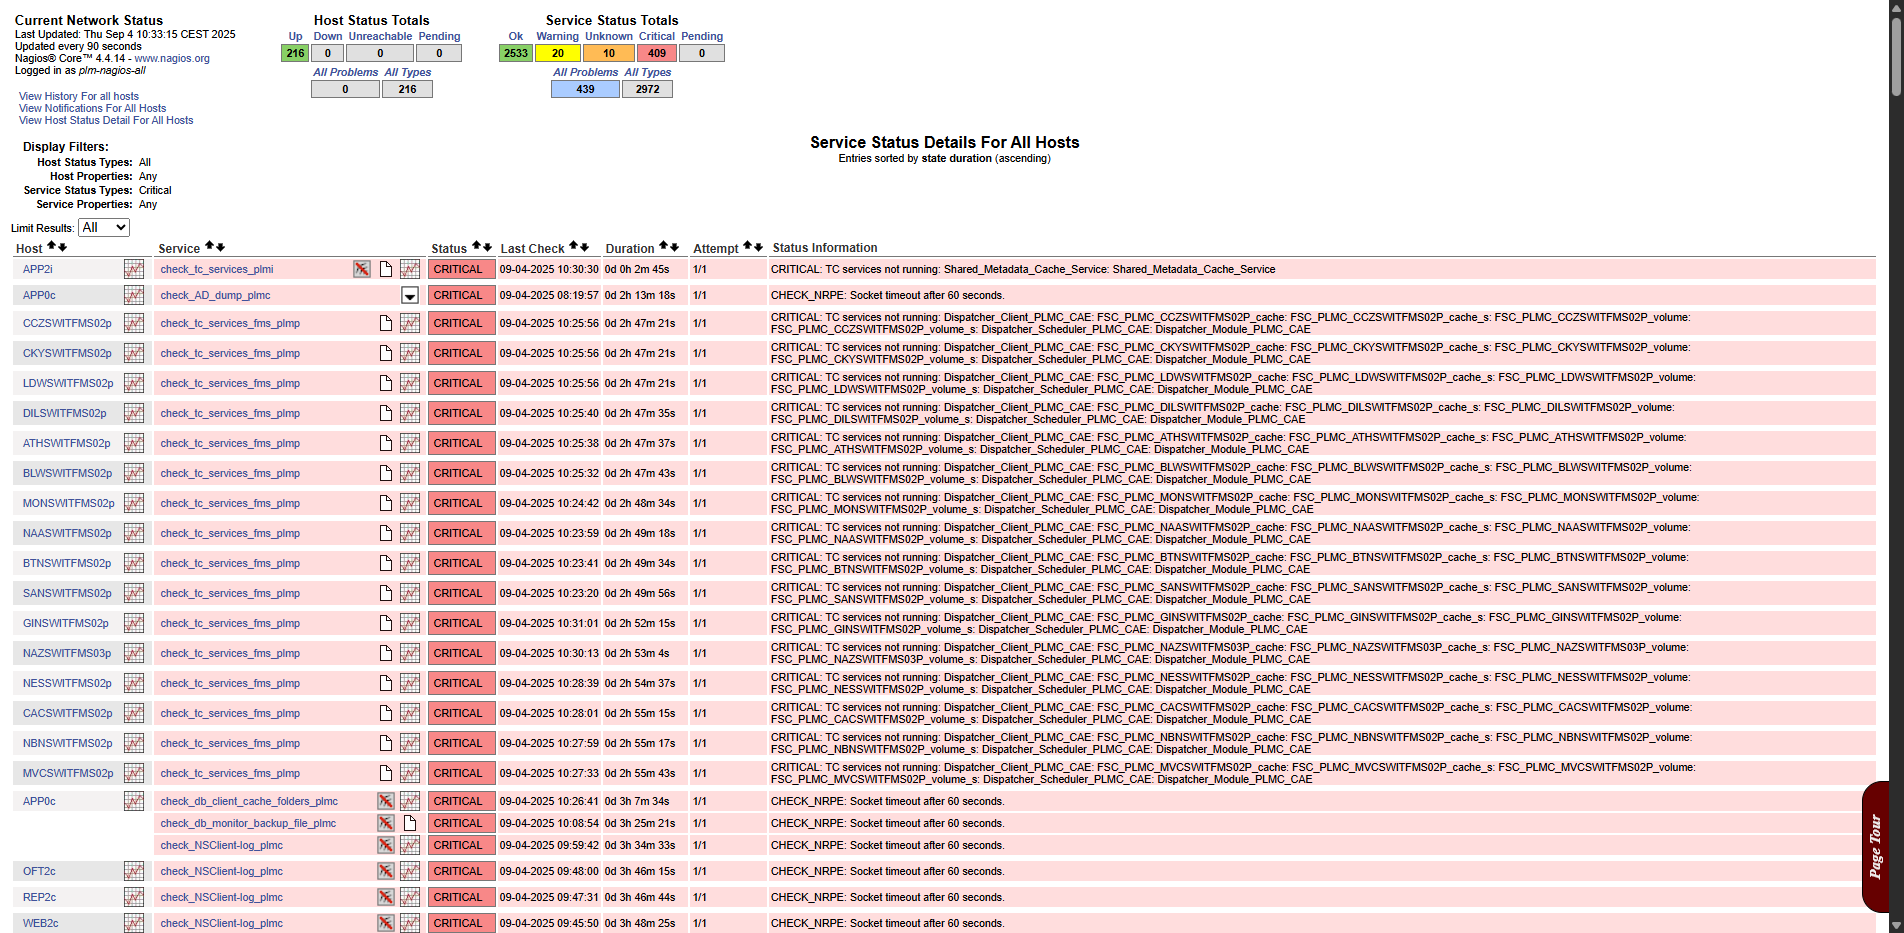 Current Network Status
Last Updated: Thu Sep 4 10:33:15 CEST 2025
Updated every 90 seconds
Nagios® Core™ 4.4.14 - www.nagios.org
Logged in as plm-nagios-all
View History For all hosts
View Notifications For All Hosts
View Host Status Detail For All Hosts
Host Status Totals
Up Down Unreachable Pending
216 0 0 0
All Problems All Types
0 216
Service Status Totals
Ok Warning Unknown Critical Pending
2533 20 10 409 0
All Problems All Types
439 2972
Display Filters:
Host Status Types: All
Host Properties: Any
Service Status Types: Critical
Service Properties: Any
Service Status Details For All Hosts
Entries sorted by state duration (ascending)
Limit Results: All
Host Service Status Last Check Duration Attempt Status Information
APP2i check_tc_services_plmi CRITICAL 09-04-2025 10:30:30 0d 0h 2m 45s 1/1 CRITICAL: TC services not running: Shared_Metadata_Cache_Service: Shared_Metadata_Cache_Service
APP0c check_AD_dump_plmc CRITICAL 09-04-2025 08:19:57 0d 2h 13m 18s 1/1 CHECK_NRPE: Socket timeout after 60 seconds.
CCZSWITFMS02p check_tc_services_fms_plmp CRITICAL 09-04-2025 10:25:56 0d 2h 47m 21s 1/1 CRITICAL: TC services not running: Dispatcher_Client_PLMC_CAE: FSC_PLMC_CCZSWITFMS02P_cache: FSC_PLMC_CCZSWITFMS02P_cache_s: FSC_PLMC_CCZSWITFMS02P_volume:
FSC_PLMC_CCZSWITFMS02P_volume_s: Dispatcher_Scheduler_PLMC_CAE: Dispatcher_Module_PLMC_CAE
CKYSWITFMS02p check_tc_services_fms_plmp CRITICAL 09-04-2025 10:25:56 0d 2h 47m 21s 1/1 CRITICAL: TC services not running: Dispatcher_Client_PLMC_CAE: FSC_PLMC_CKYSWITFMS02P_cache: FSC_PLMC_CKYSWITFMS02P_cache_s: FSC_PLMC_CKYSWITFMS02P_volume:
FSC_PLMC_CKYSWITFMS02P_volume_s: Dispatcher_Scheduler_PLMC_CAE: Dispatcher_Module_PLMC_CAE
LDWSWITFMS02p check_tc_services_fms_plmp CRITICAL 09-04-2025 10:25:56 0d 2h 47m 21s 1/1 CRITICAL: TC services not running: Dispatcher_Client_PLMC_CAE: FSC_PLMC_LDWSWITFMS02P_cache: FSC_PLMC_LDWSWITFMS02P_cache_s: FSC_PLMC_LDWSWITFMS02P_volume:
FSC_PLMC_LDWSWITFMS02P_volume_s: Dispatcher_Scheduler_PLMC_CAE: Dispatcher_Module_PLMC_CAE
DILSWITFMS02p check_tc_services_fms_plmp CRITICAL 09-04-2025 10:25:40 0d 2h 47m 35s 1/1 CRITICAL: TC services not running: Dispatcher_Client_PLMC_CAE: FSC_PLMC_DILSWITFMS02P_cache: FSC_PLMC_DILSWITFMS02P_cache_s: FSC_PLMC_DILSWITFMS02P_volume:
FSC_PLMC_DILSWITFMS02P_volume_s: Dispatcher_Scheduler_PLMC_CAE: Dispatcher_Module_PLMC_CAE
ATHSWITFMS02p check_tc_services_fms_plmp CRITICAL 09-04-2025 10:25:38 0d 2h 47m 37s 1/1 CRITICAL: TC services not running: Dispatcher_Client_PLMC_CAE: FSC_PLMC_ATHSWITFMS02P_cache: FSC_PLMC_ATHSWITFMS02P_cache_s: FSC_PLMC_ATHSWITFMS02P_volume:
FSC_PLMC_ATHSWITFMS02P_volume_s: Dispatcher_Scheduler_PLMC_CAE: Dispatcher_Module_PLMC_CAE
BLWSWITFMS02p check_tc_services_fms_plmp CRITICAL 09-04-2025 10:25:32 0d 2h 47m 43s 1/1 CRITICAL: TC services not running: Dispatcher_Client_PLMC_CAE: FSC_PLMC_BLWSWITFMS02P_cache: FSC_PLMC_BLWSWITFMS02P_cache_s: FSC_PLMC_BLWSWITFMS02P_volume:
FSC_PLMC_BLWSWITFMS02P_volume_s: Dispatcher_Scheduler_PLMC_CAE: Dispatcher_Module_PLMC_CAE
MONSWITFMS02p check_tc_services_fms_plmp CRITICAL 09-04-2025 10:24:42 0d 2h 48m 34s 1/1 CRITICAL: TC services not running: Dispatcher_Client_PLMC_CAE: FSC_PLMC_MONSWITFMS02P_cache: FSC_PLMC_MONSWITFMS02P_cache_s: FSC_PLMC_MONSWITFMS02P_volume:
FSC_PLMC_MONSWITFMS02P_volume_s: Dispatcher_Scheduler_PLMC_CAE: Dispatcher_Module_PLMC_CAE
NAASWITFMS02p check_tc_services_fms_plmp CRITICAL 09-04-2025 10:23:59 0d 2h 49m 18s 1/1 CRITICAL: TC services not running: Dispatcher_Client_PLMC_CAE: FSC_PLMC_NAASWITFMS02P_cache: FSC_PLMC_NAASWITFMS02P_cache_s: FSC_PLMC_NAASWITFMS02P_volume:
FSC_PLMC_NAASWITFMS02P_volume_s: Dispatcher_Scheduler_PLMC_CAE: Dispatcher_Module_PLMC_CAE
BTNSWITFMS02p check_tc_services_fms_plmp CRITICAL 09-04-2025 10:23:41 0d 2h 49m 34s 1/1 CRITICAL: TC services not running: Dispatcher_Client_PLMC_CAE: FSC_PLMC_BTNSWITFMS02P_cache: FSC_PLMC_BTNSWITFMS02P_cache_s: FSC_PLMC_BTNSWITFMS02P_volume:
FSC_PLMC_BTNSWITFMS02P_volume_s: Dispatcher_Scheduler_PLMC_CAE: Dispatcher_Module_PLMC_CAE
SANSWITFMS02p check_tc_services_fms_plmp CRITICAL 09-04-2025 10:23:20 0d 2h 49m 56s 1/1 CRITICAL: TC services not running: Dispatcher_Client_PLMC_CAE: FSC_PLMC_SANSWITFMS02P_cache: FSC_PLMC_SANSWITFMS02P_cache_s: FSC_PLMC_SANSWITFMS02P_volume:
FSC_PLMC_SANSWITFMS02P_volume_s: Dispatcher_Scheduler_PLMC_CAE: Dispatcher_Module_PLMC_CAE
GINSWITFMS02p check_tc_services_fms_plmp CRITICAL 09-04-2025 10:31:01 0d 2h 52m 15s 1/1 CRITICAL: TC services not running: Dispatcher_Client_PLMC_CAE: FSC_PLMC_GINSWITFMS02P_cache: FSC_PLMC_GINSWITFMS02P_cache_s: FSC_PLMC_GINSWITFMS02P_volume:
FSC_PLMC_GINSWITFMS02P_volume_s: Dispatcher_Scheduler_PLMC_CAE: Dispatcher_Module_PLMC_CAE
NAZSWITFMS03p check_tc_services_fms_plmp CRITICAL 09-04-2025 10:30:13 0d 2h 53m 4s 1/1 CRITICAL: TC services not running: Dispatcher_Client_PLMC_CAE: FSC_PLMC_NAZSWITFMS03P_cache: FSC_PLMC_NAZSWITFMS03P_cache_s: FSC_PLMC_NAZSWITFMS03P_volume:
FSC_PLMC_NAZSWITFMS03P_volume_s: Dispatcher_Scheduler_PLMC_CAE: Dispatcher_Module_PLMC_CAE
NESSWITFMS02p check_tc_services_fms_plmp CRITICAL 09-04-2025 10:28:39 0d 2h 54m 37s 1/1 CRITICAL: TC services not running: Dispatcher_Client_PLMC_CAE: FSC_PLMC_NESSWITFMS02P_cache: FSC_PLMC_NESSWITFMS02P_cache_s: FSC_PLMC_NESSWITFMS02P_volume:
FSC_PLMC_NESSWITFMS02P_volume_s: Dispatcher_Scheduler_PLMC_CAE: Dispatcher_Module_PLMC_CAE
CACSWITFMS02p check_tc_services_fms_plmp CRITICAL 09-04-2025 10:28:01 0d 2h 55m 15s 1/1 CRITICAL: TC services not running: Dispatcher_Client_PLMC_CAE: FSC_PLMC_CACSWITFMS02P_cache: FSC_PLMC_CACSWITFMS02P_cache_s: FSC_PLMC_CACSWITFMS02P_volume:
FSC_PLMC_CACSWITFMS02P_volume_s: Dispatcher_Scheduler_PLMC_CAE: Dispatcher_Module_PLMC_CAE
NBNSWITFMS02p check_tc_services_fms_plmp CRITICAL 09-04-2025 10:27:59 0d 2h 55m 17s 1/1 CRITICAL: TC services not running: Dispatcher_Client_PLMC_CAE: FSC_PLMC_NBNSWITFMS02P_cache: FSC_PLMC_NBNSWITFMS02P_cache_s: FSC_PLMC_NBNSWITFMS02P_volume:
FSC_PLMC_NBNSWITFMS02P_volume_s: Dispatcher_Scheduler_PLMC_CAE: Dispatcher_Module_PLMC_CAE
MVCSWITFMS02p check_tc_services_fms_plmp CRITICAL 09-04-2025 10:27:33 0d 2h 55m 43s 1/1 CRITICAL: TC services not running: Dispatcher_Client_PLMC_CAE: FSC_PLMC_MVCSWITFMS02P_cache: FSC_PLMC_MVCSWITFMS02P_cache_s: FSC_PLMC_MVCSWITFMS02P_volume:
FSC_PLMC_MVCSWITFMS02P_volume_s: Dispatcher_Scheduler_PLMC_CAE: Dispatcher_Module_PLMC_CAE
APP0c check_db_client_cache_folders_plmc CRITICAL 09-04-2025 10:26:41 0d 3h 7m 34s 1/1 CHECK_NRPE: Socket timeout after 60 seconds.
check_db_monitor_backup_file_plmc CRITICAL 09-04-2025 10:08:54 0d 3h 25m 21s 1/1 CHECK_NRPE: Socket timeout after 60 seconds.
check_NSClient-log_plmc CRITICAL 09-04-2025 09:59:42 0d 3h 34m 33s 1/1 CHECK_NRPE: Socket timeout after 60 seconds.
OFT2c check_NSClient-log_plmc CRITICAL 09-04-2025 09:48:00 0d 3h 46m 15s 1/1 CHECK_NRPE: Socket timeout after 60 seconds.
REP2c check_NSClient-log_plmc CRITICAL 09-04-2025 09:47:31 0d 3h 46m 44s 1/1 CHECK_NRPE: Socket timeout after 60 seconds.
WEB2c check_NSClient-log_plmc CRITICAL 09-04-2025 09:45:50 0d 3h 48m 25s 1/1 CHECK_NRPE: Socket timeout after 60 seconds.
Page Tour